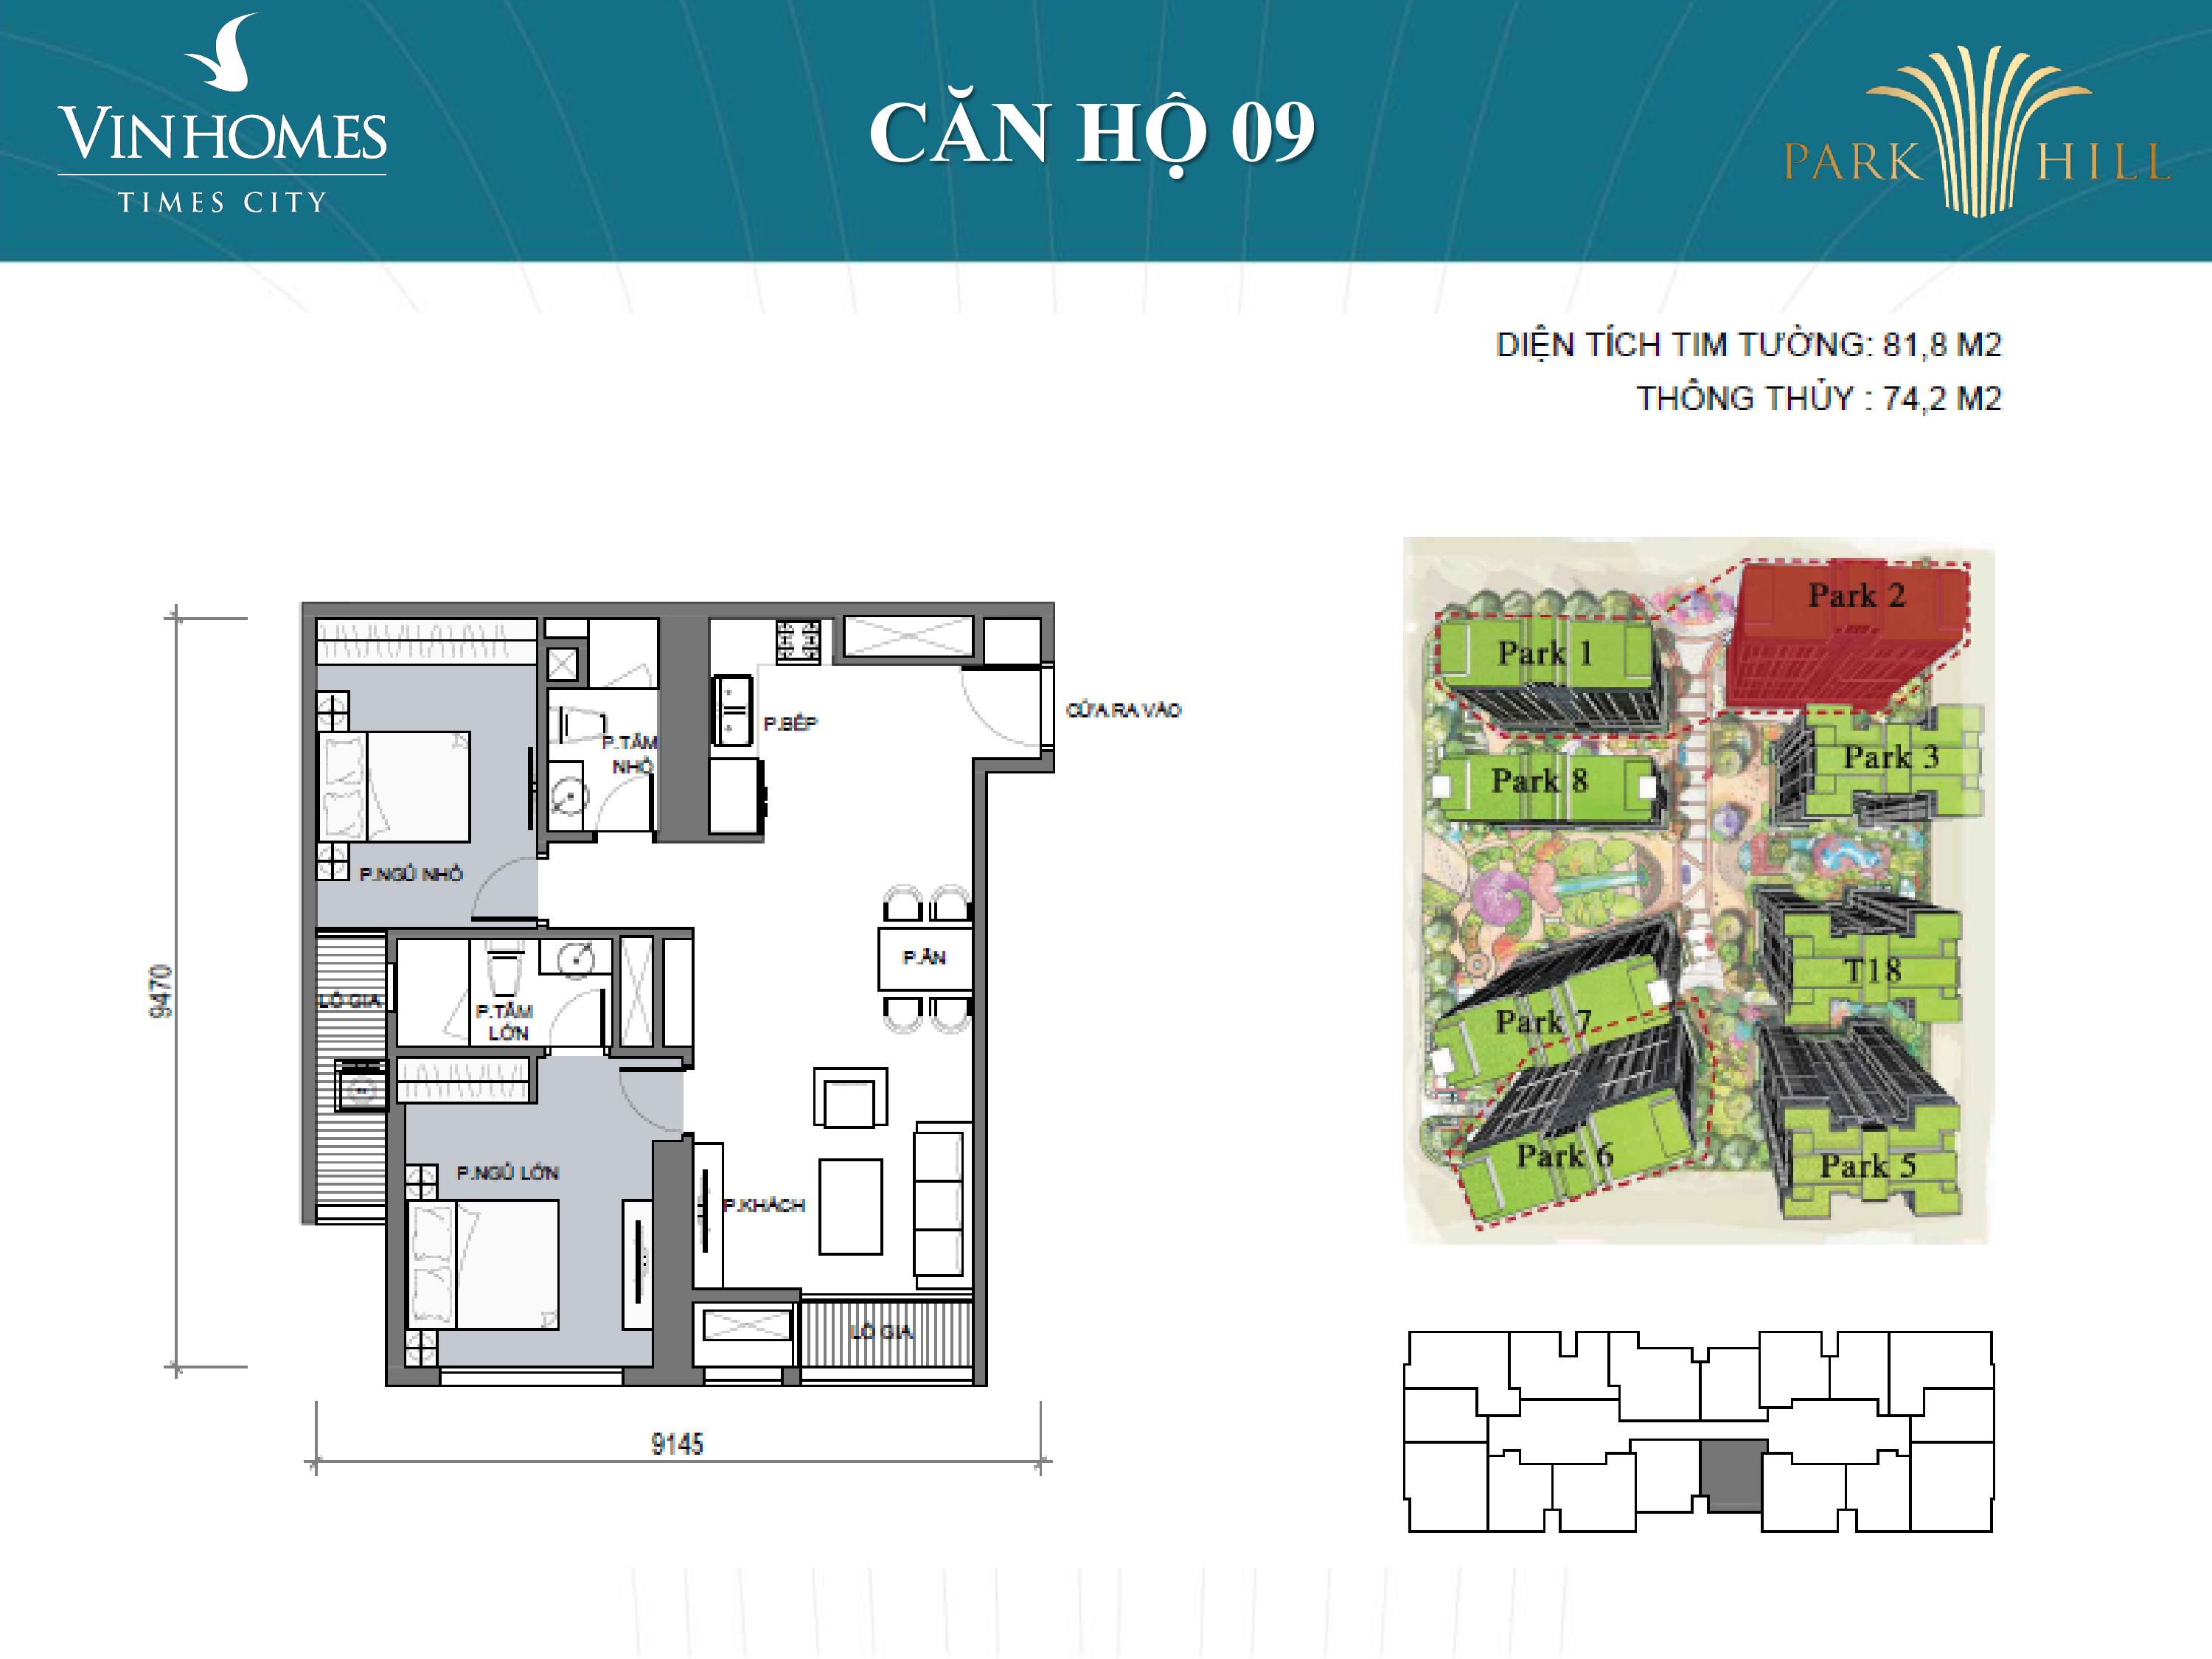 VINHOMES
TIMES CITY
CĂN HỘ 09
PARK HILL
DIỆN TÍCH TIM TƯỜNG: 81,8 M2
THÔNG THỦY : 74,2 M2
P.BẾP
CỬA RA VÀO
P.TẮM
NHỎ
P.NGỦ NHỎ
P.ĂN
LÔ GIA
P.TẮM
LỚN
P.NGỦ LỚN
P.KHÁCH
LÔ GIA
9470
9145
Park 2
Park 1
Park 3
Park 8
T18
Park 7
Park 6
Park 5